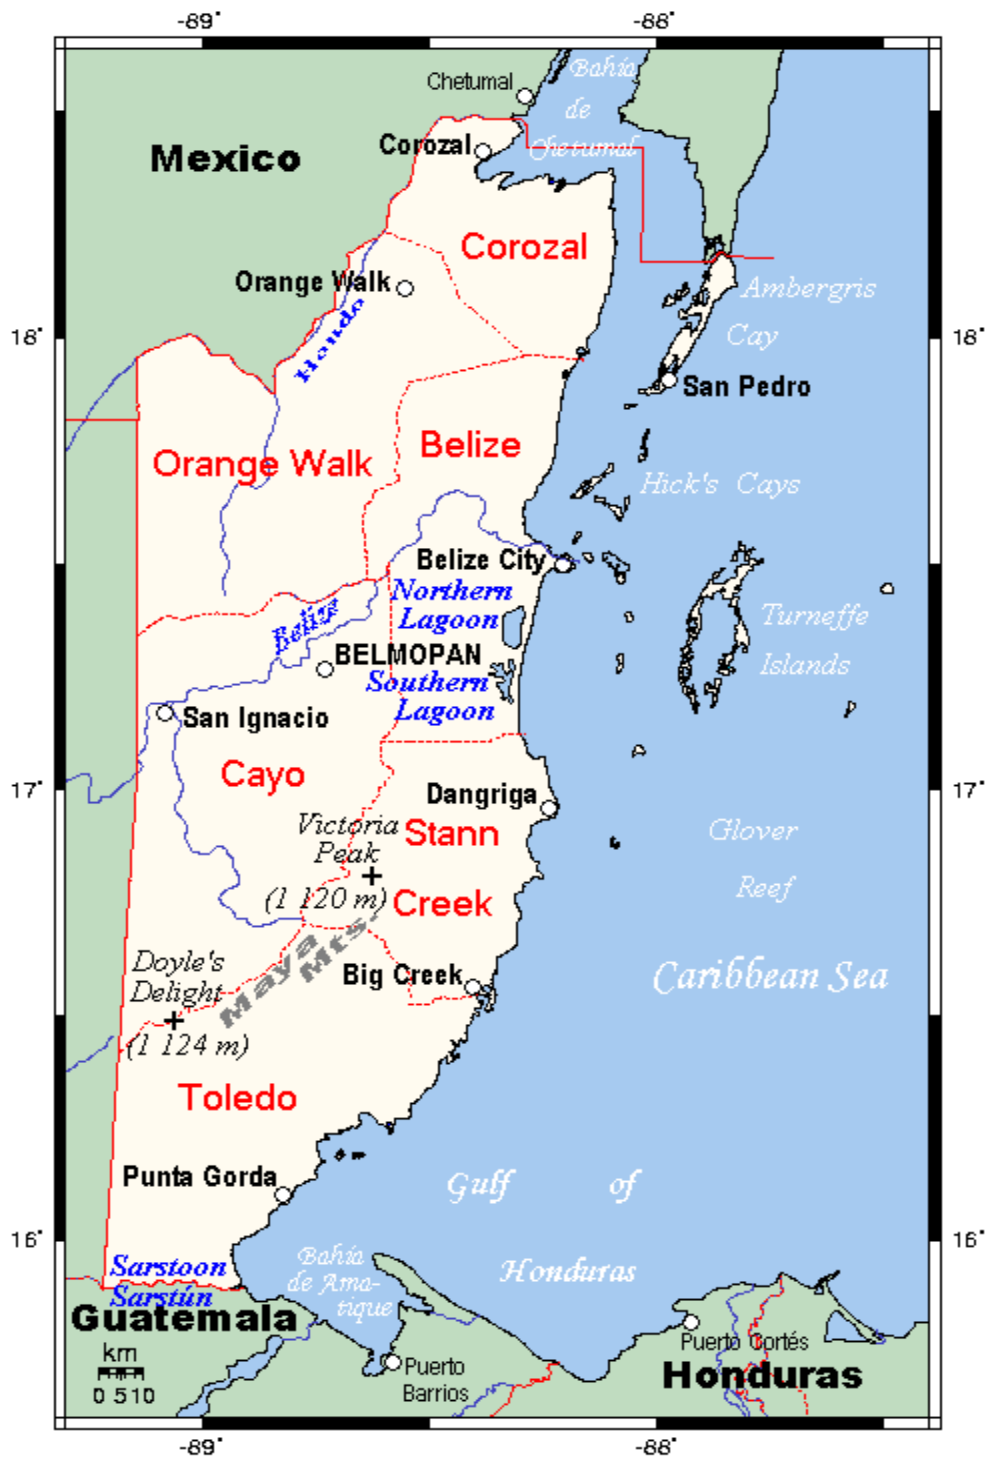 -89°
-88°
Chetumal
Bahía
de
Chetumal
Corozal
Mexico
Corozal
Orange Walk
Hondo
Ambergris
Cay
18°
18°
San Pedro
Belize
Orange Walk
Hick's Cays
Belize City
Northern
Lagoon
Belize
Turneffe
Islands
BELMOPAN
Southern
Lagoon
San Ignacio
Cayo
17°
17°
Dangriga
Victoria
Peak
(1 120 m)
Stann
Creek
Glover
Reef
Maya
Mts.
Doyle's
Delight
(1 124 m)
Big Creek
Caribbean Sea
Toledo
Punta Gorda
Gulf of
Honduras
16°
16°
Sarstoon
Sarstún
Bahía
de Ama-
tique
Guatemala
km
0 5 10
Puerto
Barrios
Puerto Cortés
Honduras
-89°
-88°